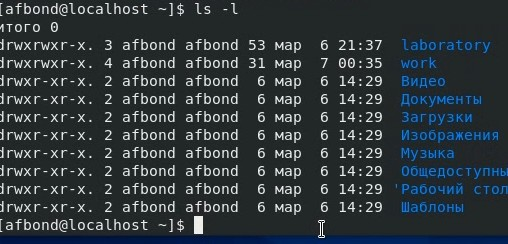 [afbond@localhost ~]$ ls -l
итого 0
drwxrwxr-x. 3 afbond afbond 53 мар  6 21:37 laboratory
drwxrwxr-x. 4 afbond afbond 31 мар  7 00:35 work
drwxr-xr-x. 2 afbond afbond  6 мар  6 14:29 Видео
drwxr-xr-x. 2 afbond afbond  6 мар  6 14:29 Документы
drwxr-xr-x. 2 afbond afbond  6 мар  6 14:29 Загрузки
drwxr-xr-x. 2 afbond afbond  6 мар  6 14:29 Изображения
drwxr-xr-x. 2 afbond afbond  6 мар  6 14:29 Музыка
drwxr-xr-x. 2 afbond afbond  6 мар  6 14:29 Общедоступны
drwxr-xr-x. 2 afbond afbond  6 мар  6 14:29 'Рабочий стол
drwxr-xr-x. 2 afbond afbond  6 мар  6 14:29 Шаблоны
[afbond@localhost ~]$